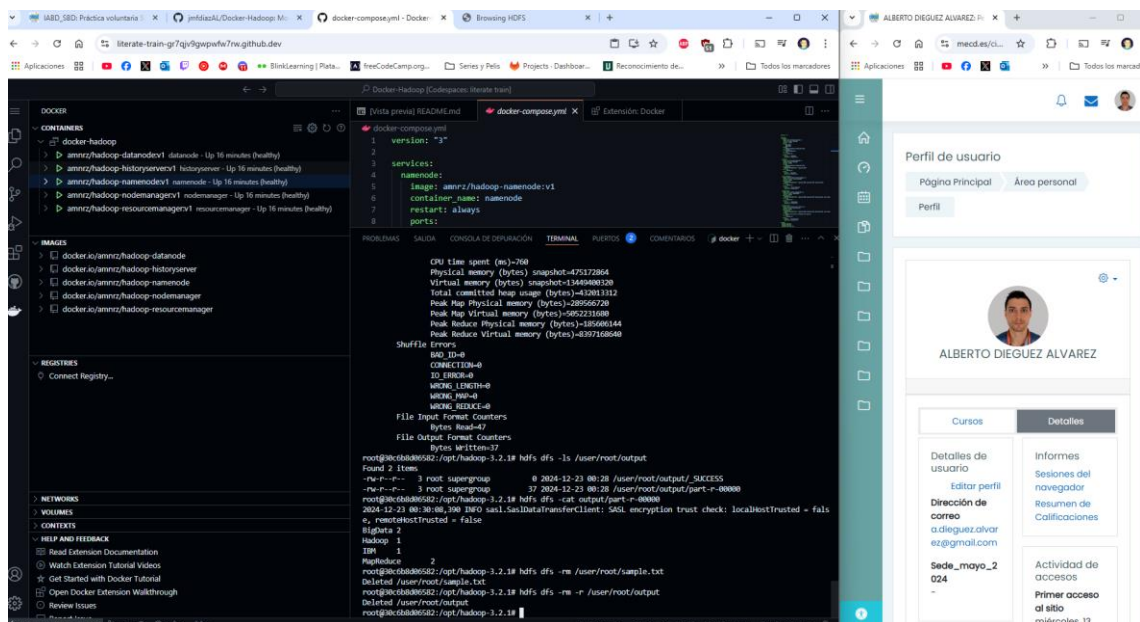 IABD_SBD: Práctica voluntaria
jmfdiazAL/Docker-Hadoop: Mo
docker-compose.yml - Docker-
Browsing HDFS
literate-train-gr7qjv9gwpwfw7rw.github.dev
Aplicaciones
BlinkLearning | Plata...
freeCodeCamp.org...
Series y Pelis
Projects - Dashboar...
Reconocimiento de...
Todos los marcadores
Docker-Hadoop [Codespaces: literate train]
DOCKER
CONTAINERS
docker-hadoop
amnrz/hadoop-datanode:v1 datanode - Up 16 minutes (healthy)
amnrz/hadoop-historyserver:v1 historyserver - Up 16 minutes (healthy)
amnrz/hadoop-namenode:v1 namenode - Up 16 minutes (healthy)
amnrz/hadoop-nodemanager:v1 nodemanager - Up 16 minutes (healthy)
amnrz/hadoop-resourcemanager:v1 resourcemanager - Up 16 minutes (healthy)
IMAGES
docker.io/amnrz/hadoop-datanode
docker.io/amnrz/hadoop-historyserver
docker.io/amnrz/hadoop-namenode
docker.io/amnrz/hadoop-nodemanager
docker.io/amnrz/hadoop-resourcemanager
REGISTRIES
Connect Registry...
NETWORKS
VOLUMES
CONTEXTS
HELP AND FEEDBACK
Read Extension Documentation
Watch Extension Tutorial Videos
Get Started with Docker Tutorial
Open Docker Extension Walkthrough
Review Issues
[Vista previa] README.md
docker-compose.yml
Extensión: Docker
docker-compose.yml
1 version: "3"
2
3 services:
4 namenode:
5 image: amnrz/hadoop-namenode:v1
6 container_name: namenode
7 restart: always
8 ports:
PROBLEMAS SALIDA CONSOLA DE DEPURACIÓN TERMINAL PUERTOS 2 COMENTARIOS docker
CPU time spent (ms)=760
Physical memory (bytes) snapshot=475172864
Virtual memory (bytes) snapshot=13449400320
Total committed heap usage (bytes)=432013312
Peak Map Physical memory (bytes)=289566720
Peak Map Virtual memory (bytes)=5052231680
Peak Reduce Physical memory (bytes)=185606144
Peak Reduce Virtual memory (bytes)=8397168640
Shuffle Errors
BAD_ID=0
CONNECTION=0
IO_ERROR=0
WRONG_LENGTH=0
WRONG_MAP=0
WRONG_REDUCE=0
File Input Format Counters
Bytes Read=47
File Output Format Counters
Bytes Written=37
root@30c6b8d06582:/opt/hadoop-3.2.1# hdfs dfs -ls /user/root/output
Found 2 items
-rw-r--r-- 3 root supergroup 0 2024-12-23 00:28 /user/root/output/_SUCCESS
-rw-r--r-- 3 root supergroup 37 2024-12-23 00:28 /user/root/output/part-r-00000
root@30c6b8d06582:/opt/hadoop-3.2.1# hdfs dfs -cat output/part-r-00000
2024-12-23 00:30:08,390 INFO sasl.SaslDataTransferClient: SASL encryption trust check: localHostTrusted = fals
e, remoteHostTrusted = false
BigData 2
Hadoop 1
IBM 1
MapReduce 2
root@30c6b8d06582:/opt/hadoop-3.2.1# hdfs dfs -rm /user/root/sample.txt
Deleted /user/root/sample.txt
root@30c6b8d06582:/opt/hadoop-3.2.1# hdfs dfs -rm -r /user/root/output
Deleted /user/root/output
root@30c6b8d06582:/opt/hadoop-3.2.1#
ALBERTO DIEGUEZ ALVAREZ: Pe
mecd.es/ci...
Aplicaciones
Todos los marcad
Perfil de usuario
Página Principal
Área personal
Perfil
ALBERTO DIEGUEZ ALVAREZ
Cursos
Detalles
Detalles de
usuario
Editar perfil
Dirección de
correo
a.dieguez.alvar
ez@gmail.com
Sede_mayo_2
024
-
Informes
Sesiones del
navegador
Resumen de
Calificaciones
Actividad de
accesos
Primer acceso
al sitio
miércoles, 13